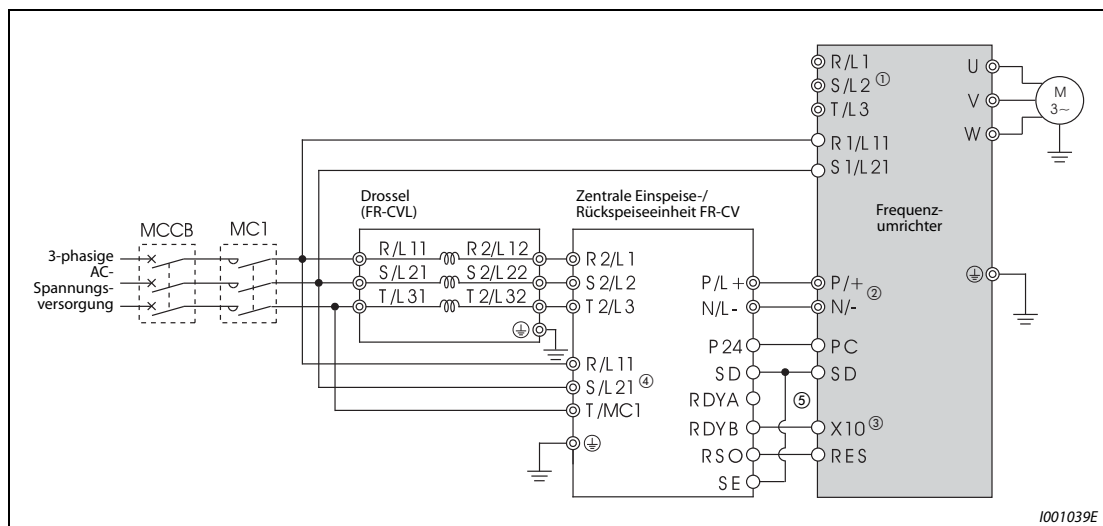 R/L1
S/L2 ①
T/L3
R1/L11
S1/L21
U
V
W
M
3~
Drossel
(FR-CVL)
Zentrale Einspeise-/
Rückspeiseeinheit FR-CV
Frequenz-
umrichter
MCCB
MC1
3-phasige
AC-
Spannungs-
versorgung
R/L11
R2/L12
S/L21
S2/L22
T/L31
T2/L32
R2/L1
S2/L2
T2/L3
R/L11
S/L21 ④
T/MC1
P/L+
N/L-
P24
SD
RDYA
RDYB
RSO
SE
⑤
P/+
②
N/-
PC
SD
X10 ③
RES
I001039E